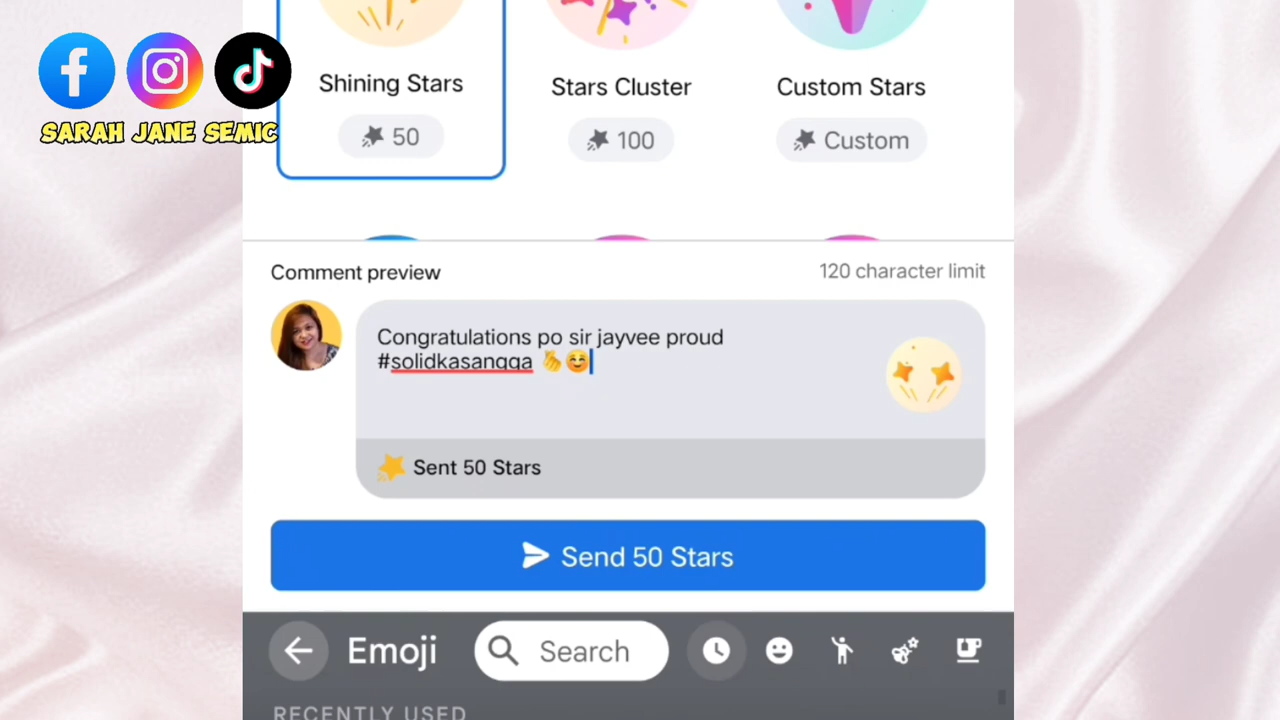 SARAH JANE SEMIC
Shining Stars
Stars Cluster
Custom Stars
50
100
Custom
Comment preview
120 character limit
Congratulations po sir jayvee proud
#solidkasangga 🫰☺️
Sent 50 Stars
Send 50 Stars
Emoji
Search
RECENTLY USED